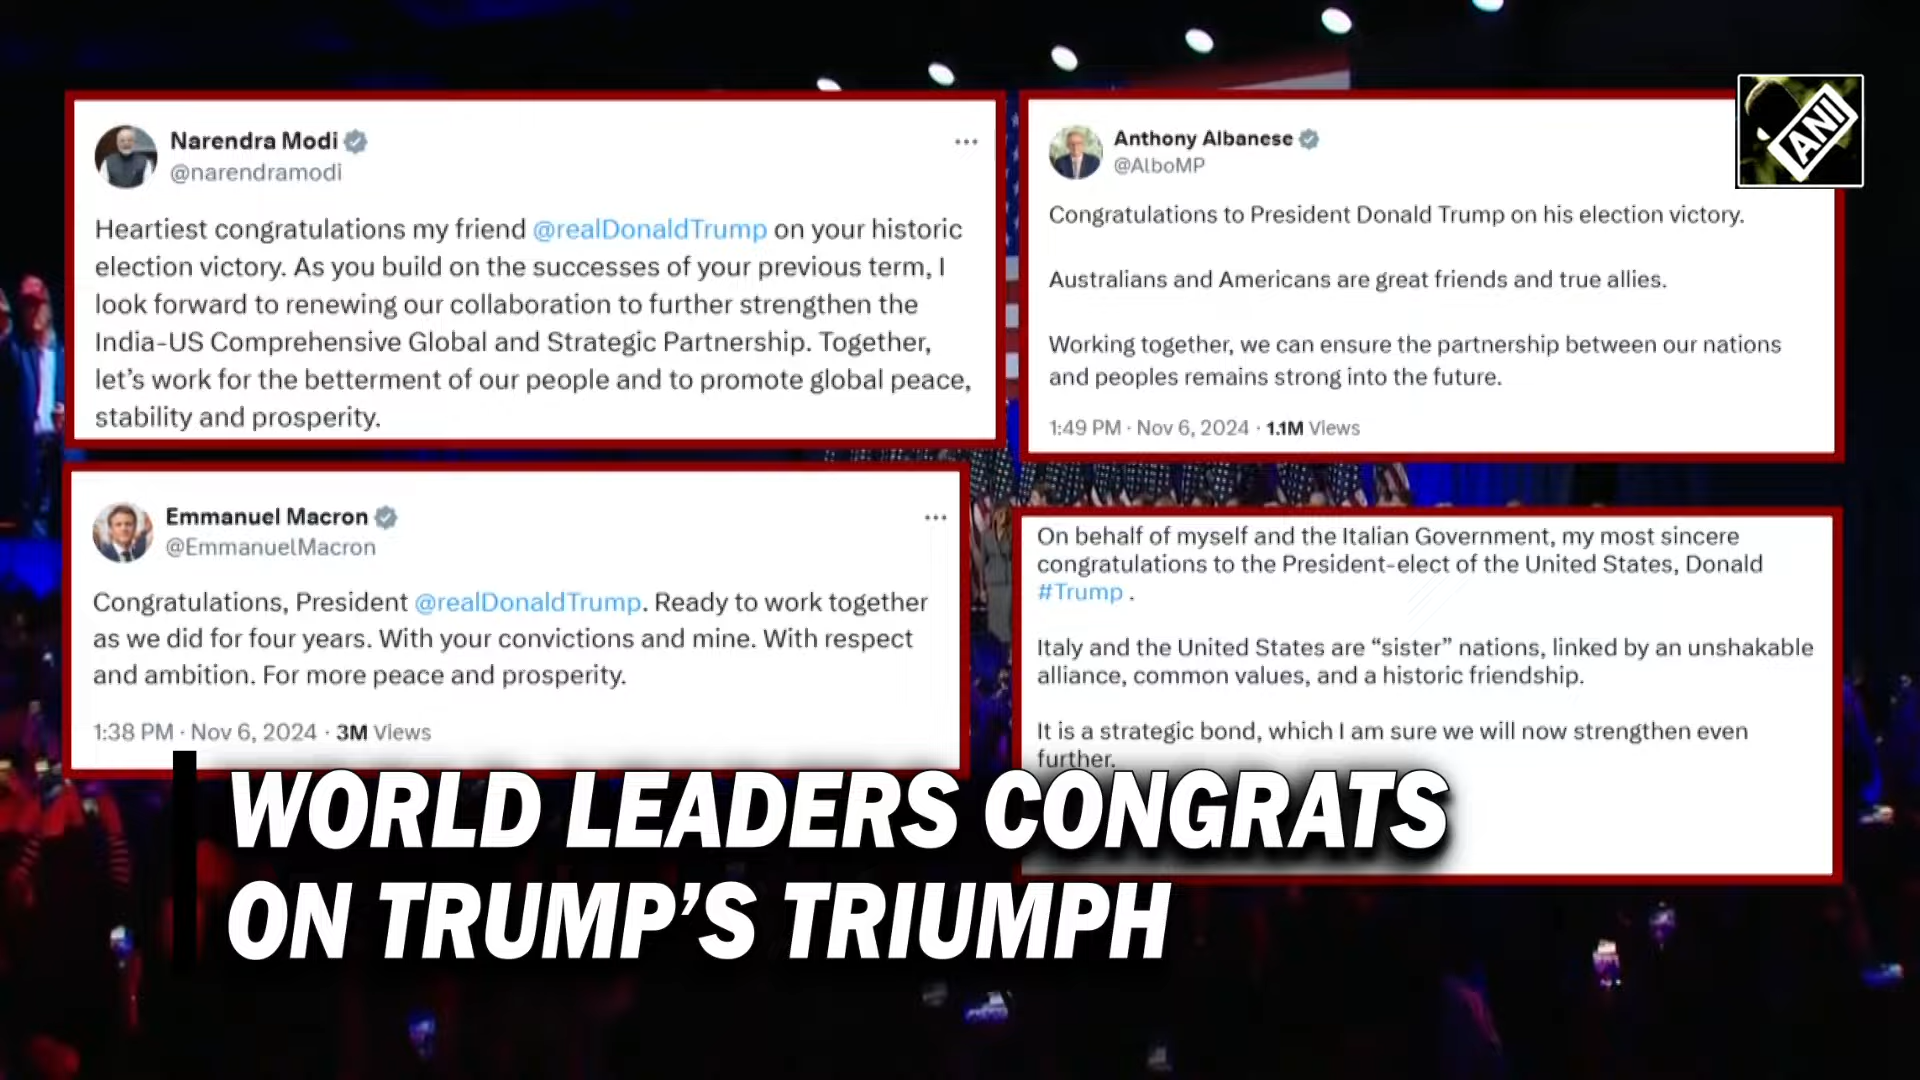 Narendra Modi
@narendramodi
Heartiest congratulations my friend @realDonaldTrump on your historic
election victory. As you build on the successes of your previous term, I
look forward to renewing our collaboration to further strengthen the
India-US Comprehensive Global and Strategic Partnership. Together,
let’s work for the betterment of our people and to promote global peace,
stability and prosperity.
Anthony Albanese
@AlboMP
Congratulations to President Donald Trump on his election victory.
Australians and Americans are great friends and true allies.
Working together, we can ensure the partnership between our nations
and peoples remains strong into the future.
1:49 PM · Nov 6, 2024 · 1.1M Views
ANI
Emmanuel Macron
@EmmanuelMacron
Congratulations, President @realDonaldTrump. Ready to work together
as we did for four years. With your convictions and mine. With respect
and ambition. For more peace and prosperity.
1:38 PM · Nov 6, 2024 · 3M Views
On behalf of myself and the Italian Government, my most sincere
congratulations to the President-elect of the United States, Donald
#Trump .
Italy and the United States are “sister” nations, linked by an unshakable
alliance, common values, and a historic friendship.
It is a strategic bond, which I am sure we will now strengthen even
further.
WORLD LEADERS CONGRATS
ON TRUMP’S TRIUMPH